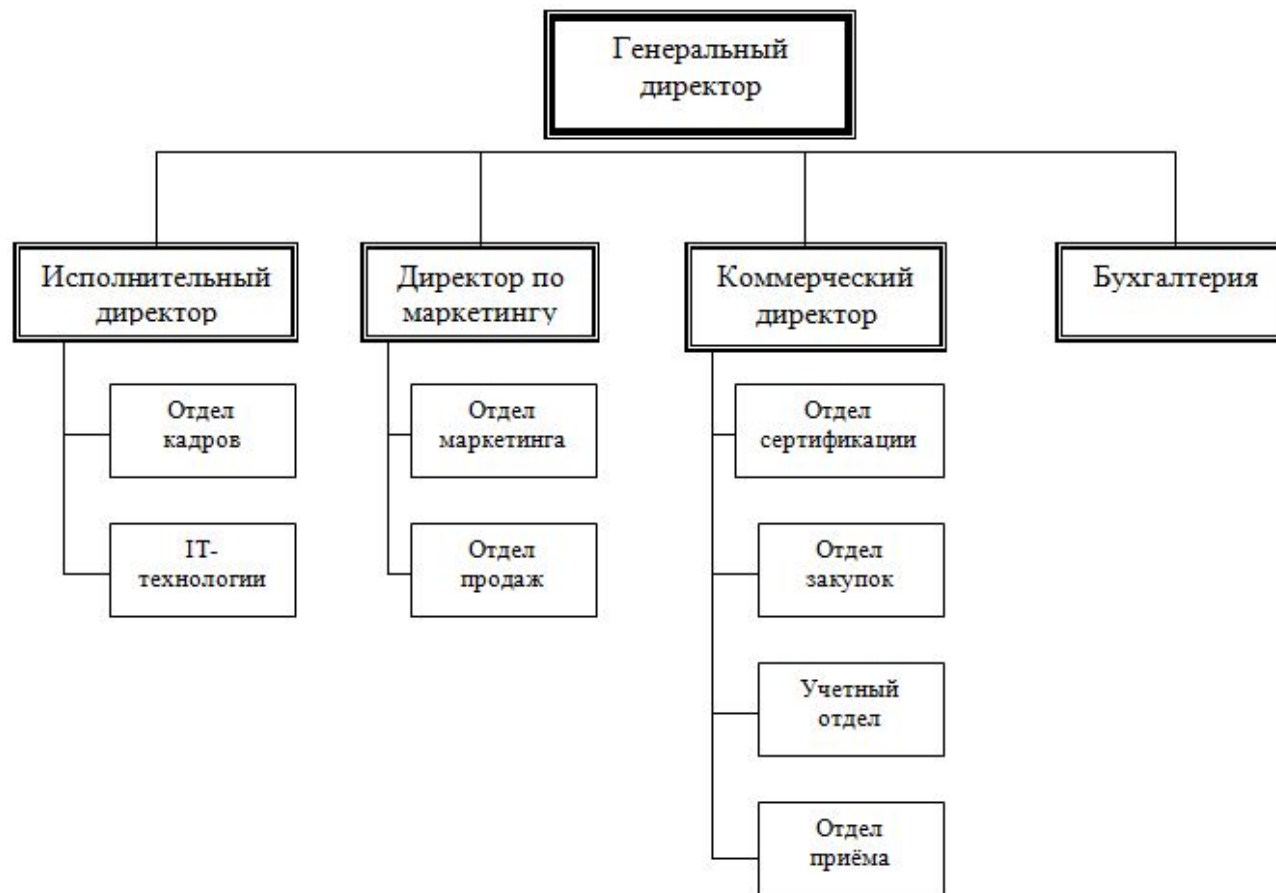 Генеральный
директор
Исполнительный
директор
Директор по
маркетингу
Коммерческий
директор
Бухгалтерия
Отдел
кадров
IT-
технологии
Отдел
маркетинга
Отдел
продаж
Отдел
сертификации
Отдел
закупок
Учетный
отдел
Отдел
приёма